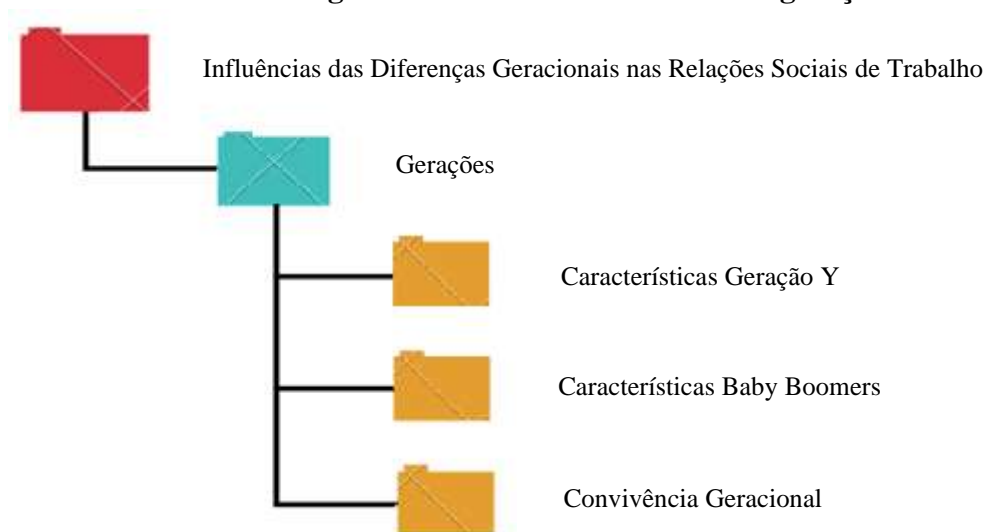 Influências das Diferenças Geracionais nas Relações Sociais de Trabalho
Gerações
Características Geração Y
Características Baby Boomers
Convivência Geracional